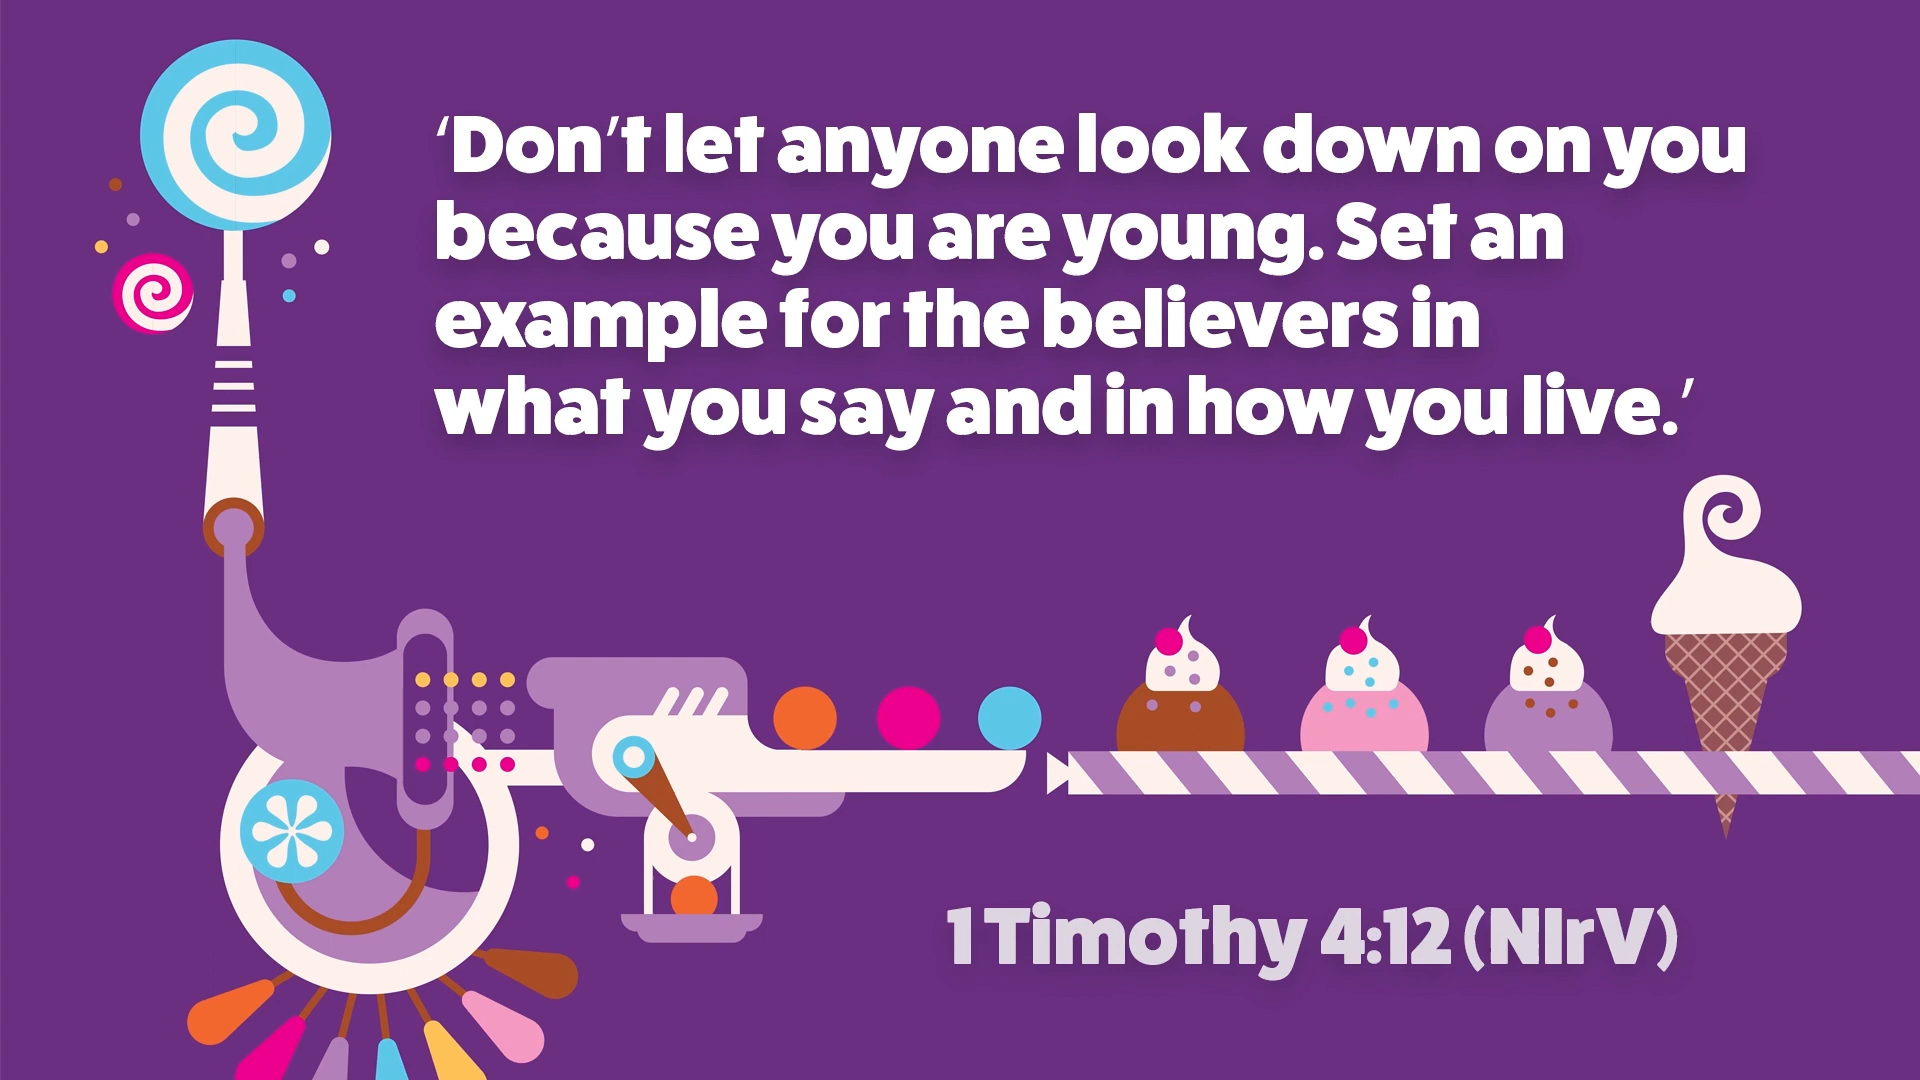 ‘Don’t let anyone look down on you
because you are young. Set an
example for the believers in
what you say and in how you live.’
1 Timothy 4:12 (NIrV)